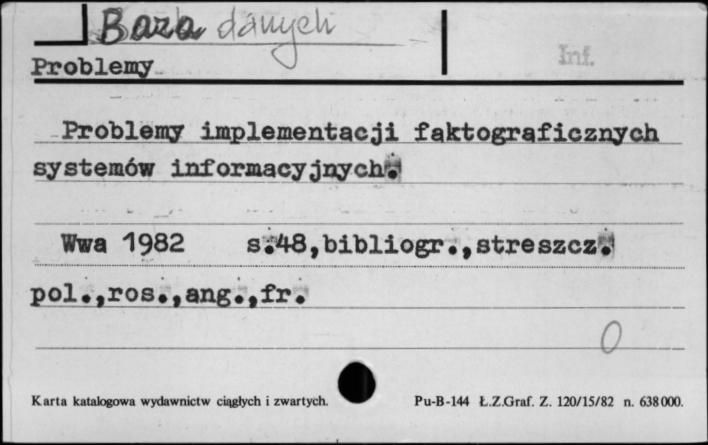 Baza danych
Inf.
Problemy
Problemy implementacji faktograficznych
systemów informacyjnych.
Wwa 1982 s.48,bibliogr.,streszcz.
pol.,ros.,ang.,fr.
0
Karta katalogowa wydawnictw ciągłych i zwartych. Pu-B-144 Ł.Z.Graf. Z. 120/15/82 n. 638000.